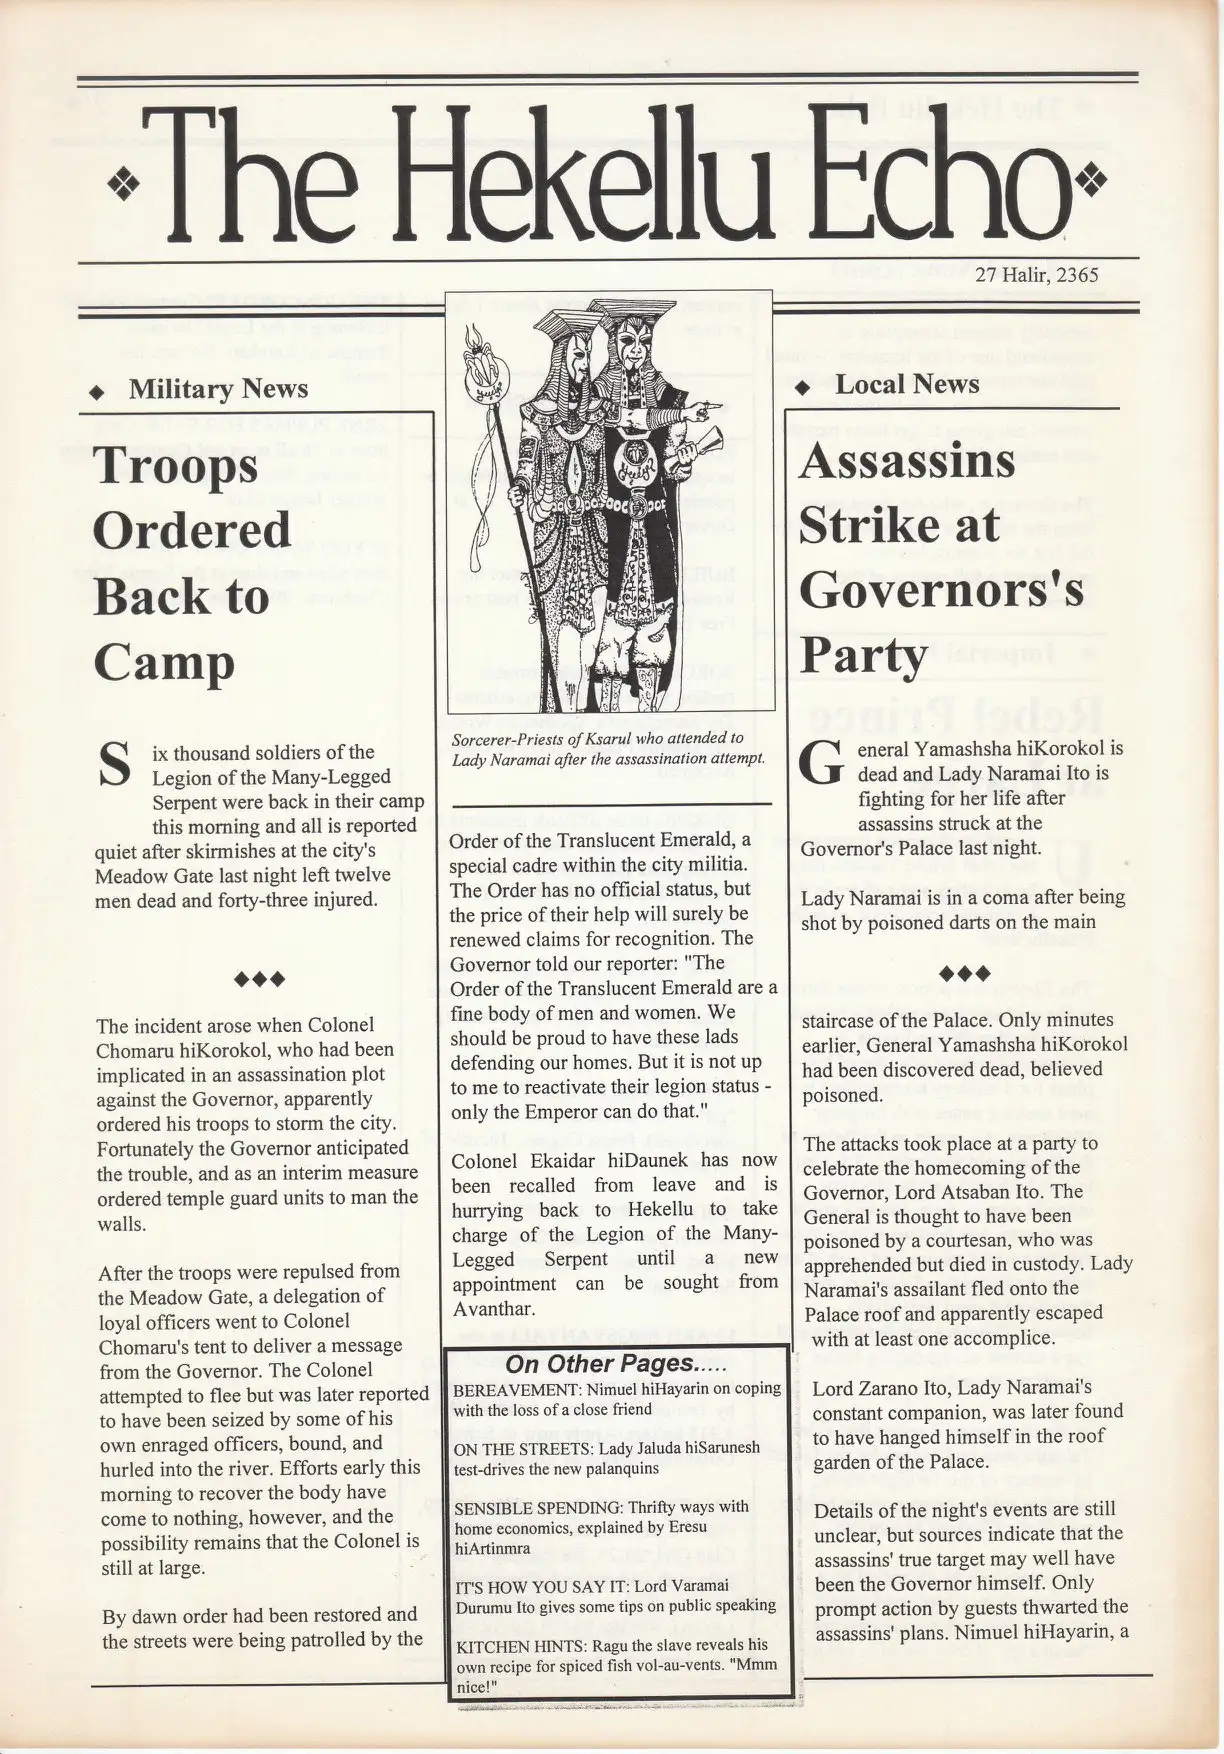 The Hekellu Echo
27 Halir, 2365
Military News
Troops
Ordered
Back to
Camp
Six thousand soldiers of the
Legion of the Many-Legged
Serpent were back in their camp
this morning and all is reported
quiet after skirmishes at the city's
Meadow Gate last night left twelve
men dead and forty-three injured.
The incident arose when Colonel
Chomaru hiKorokol, who had been
implicated in an assassination plot
against the Governor, apparently
ordered his troops to storm the city.
Fortunately the Governor anticipated
the trouble, and as an interim measure
ordered temple guard units to man the
walls.
After the troops were repulsed from
the Meadow Gate, a delegation of
loyal officers went to Colonel
Chomaru's tent to deliver a message
from the Governor. The Colonel
attempted to flee but was later reported
to have been seized by some of his
own enraged officers, bound, and
hurled into the river. Efforts early this
morning to recover the body have
come to nothing, however, and the
possibility remains that the Colonel is
still at large.
By dawn order had been restored and
the streets were being patrolled by the
Sorcerer-Priests of Ksarul who attended to
Lady Naramai after the assassination attempt.
Order of the Translucent Emerald, a
special cadre within the city militia.
The Order has no official status, but
the price of their help will surely be
renewed claims for recognition. The
Governor told our reporter: "The
Order of the Translucent Emerald are a
fine body of men and women. We
should be proud to have these lads
defending our homes. But it is not up
to me to reactivate their legion status -
only the Emperor can do that."
Colonel Ekaidar hiDaunek has now
been recalled from leave and is
hurrying back to Hekellu to take
charge of the Legion of the Many-
Legged Serpent until a new
appointment can be sought from
Avanthar.
On Other Pages.....
BEREAVEMENT: Nimuel hiHayarin on coping
with the loss of a close friend
ON THE STREETS: Lady Jaluda hiSarunesh
test-drives the new palanquins
SENSIBLE SPENDING: Thrifty ways with
home economics, explained by Eresu
hiArtinmra
IT'S HOW YOU SAY IT: Lord Varamai
Durumu Ito gives some tips on public speaking
KITCHEN HINTS: Ragu the slave reveals his
own recipe for spiced fish vol-au-vents. "Mmm
nice!"
Local News
Assassins
Strike at
Governors's
Party
General Yamashsha hiKorokol is
dead and Lady Naramai Ito is
fighting for her life after
assassins struck at the
Governor's Palace last night.
Lady Naramai is in a coma after being
shot by poisoned darts on the main
staircase of the Palace. Only minutes
earlier, General Yamashsha hiKorokol
had been discovered dead, believed
poisoned.
The attacks took place at a party to
celebrate the homecoming of the
Governor, Lord Atsaban Ito. The
General is thought to have been
poisoned by a courtesan, who was
apprehended but died in custody. Lady
Naramai's assailant fled onto the
Palace roof and apparently escaped
with at least one accomplice.
Lord Zarano Ito, Lady Naramai's
constant companion, was later found
to have hanged himself in the roof
garden of the Palace.
Details of the night's events are still
unclear, but sources indicate that the
assassins' true target may well have
been the Governor himself. Only
prompt action by guests thwarted the
assassins' plans. Nimuel hiHayarin, a